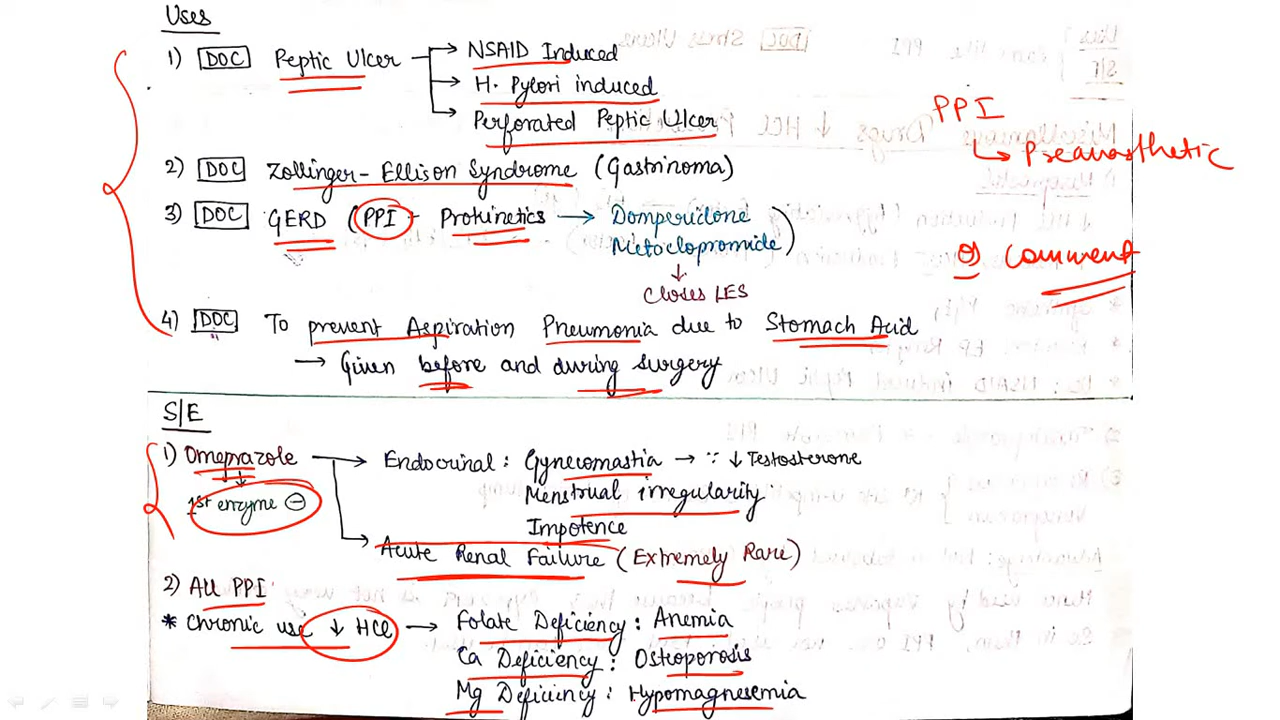 Uses
1) DOC Peptic Ulcer → NSAID Induced
→ H. Pylori induced
→ Perforated Peptic Ulcer
2) DOC Zollinger-Ellison Syndrome (Gastrinoma)
3) DOC GERD (PPI + Prokinetics → Domperidone
Metoclopromide)
↓
Closes LES
4) DOC To prevent Aspiration Pneumonia due to Stomach Acid
→ Given before and during surgery
PPI
↳ Preanasthetic
Comment
S/E
1) Omeprazole → Endocrinal : Gynecomastia → ∵ ↓ Testosterone
↓
1st enzyme ⊖
Menstrual irregularity
Impotence
→ Acute Renal Failure (Extremely Rare)
2) All PPI
* Chronic use ↓ HCl → Folate Deficiency : Anemia
Ca Deficiency : Osteoporosis
Mg Deficiency : Hypomagnesemia